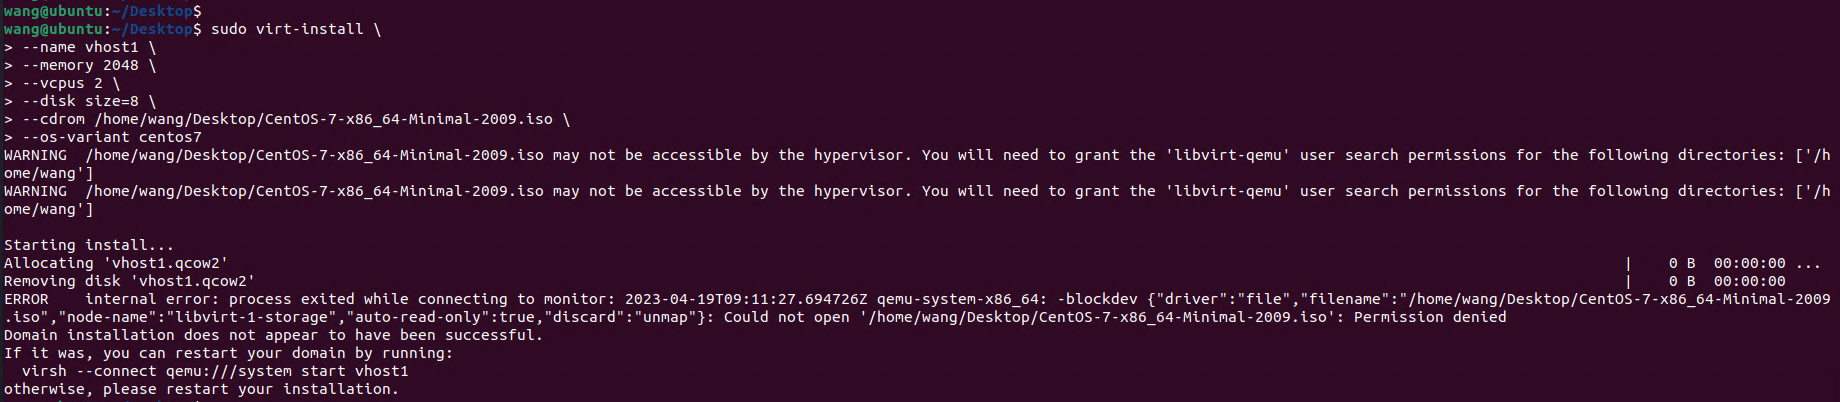 wang@ubuntu:~/Desktop$
wang@ubuntu:~/Desktop$ sudo virt-install \
> --name vhost1 \
> --memory 2048 \
> --vcpus 2 \
> --disk size=8 \
> --cdrom /home/wang/Desktop/CentOS-7-x86_64-Minimal-2009.iso \
> --os-variant centos7
WARNING  /home/wang/Desktop/CentOS-7-x86_64-Minimal-2009.iso may not be accessible by the hypervisor. You will need to grant the 'libvirt-qemu' user search permissions for the following directories: ['/h
ome/wang']
WARNING  /home/wang/Desktop/CentOS-7-x86_64-Minimal-2009.iso may not be accessible by the hypervisor. You will need to grant the 'libvirt-qemu' user search permissions for the following directories: ['/h
ome/wang']
Starting install...
Allocating 'vhost1.qcow2' | 0 B 00:00:00 ...
Removing disk 'vhost1.qcow2' | 0 B 00:00:00
ERROR    internal error: process exited while connecting to monitor: 2023-04-19T09:11:27.694726Z qemu-system-x86_64: -blockdev {"driver":"file","filename":"/home/wang/Desktop/CentOS-7-x86_64-Minimal-2009
.iso","node-name":"libvirt-1-storage","auto-read-only":true,"discard":"unmap"}: Could not open '/home/wang/Desktop/CentOS-7-x86_64-Minimal-2009.iso': Permission denied
Domain installation does not appear to have been successful.
If it was, you can restart your domain by running:
  virsh --connect qemu:///system start vhost1
otherwise, please restart your installation.